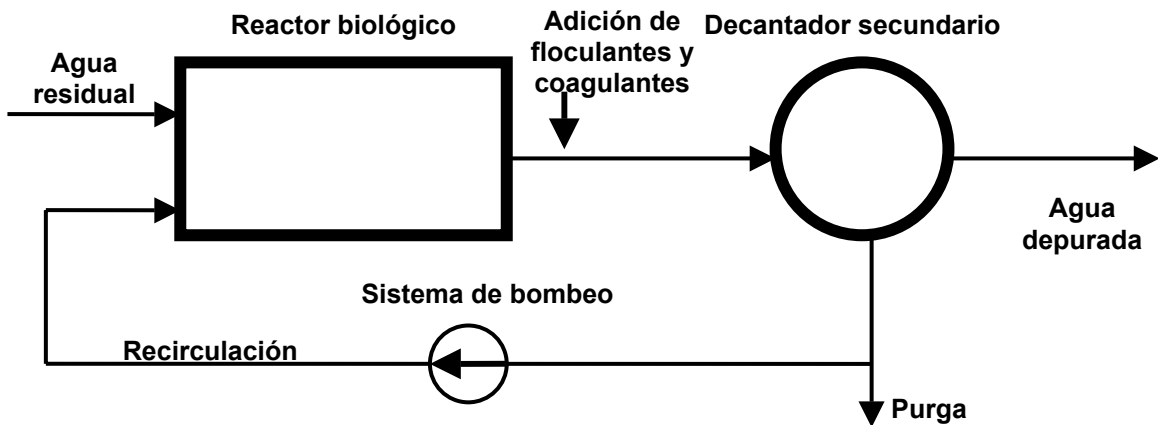 Reactor biológico
Adición de
floculantes y
coagulantes
Decantador secundario
Agua
residual
Agua
depurada
Sistema de bombeo
Recirculación
Purga